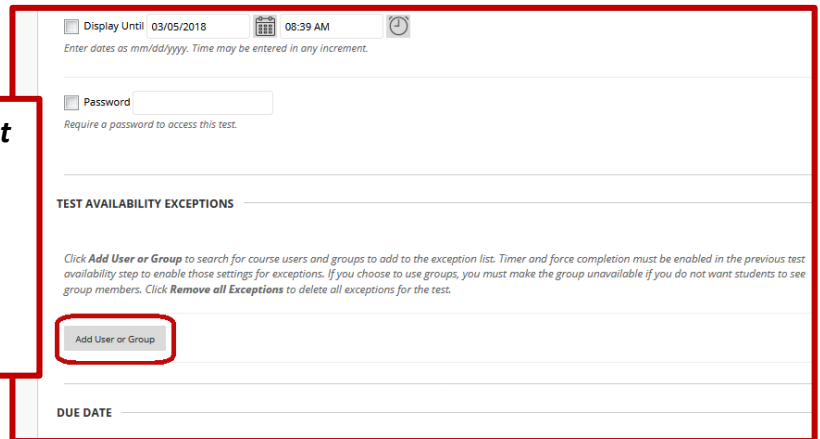 Display Until 03/05/2018 08:39 AM
Enter dates as mm/dd/yyyy. Time may be entered in any increment.
Password
Require a password to access this test.
TEST AVAILABILITY EXCEPTIONS
Click Add User or Group to search for course users and groups to add to the exception list. Timer and force completion must be enabled in the previous test
availability step to enable those settings for exceptions. If you choose to use groups, you must make the group unavailable if you do not want students to see
group members. Click Remove all Exceptions to delete all exceptions for the test.
Add User or Group
DUE DATE